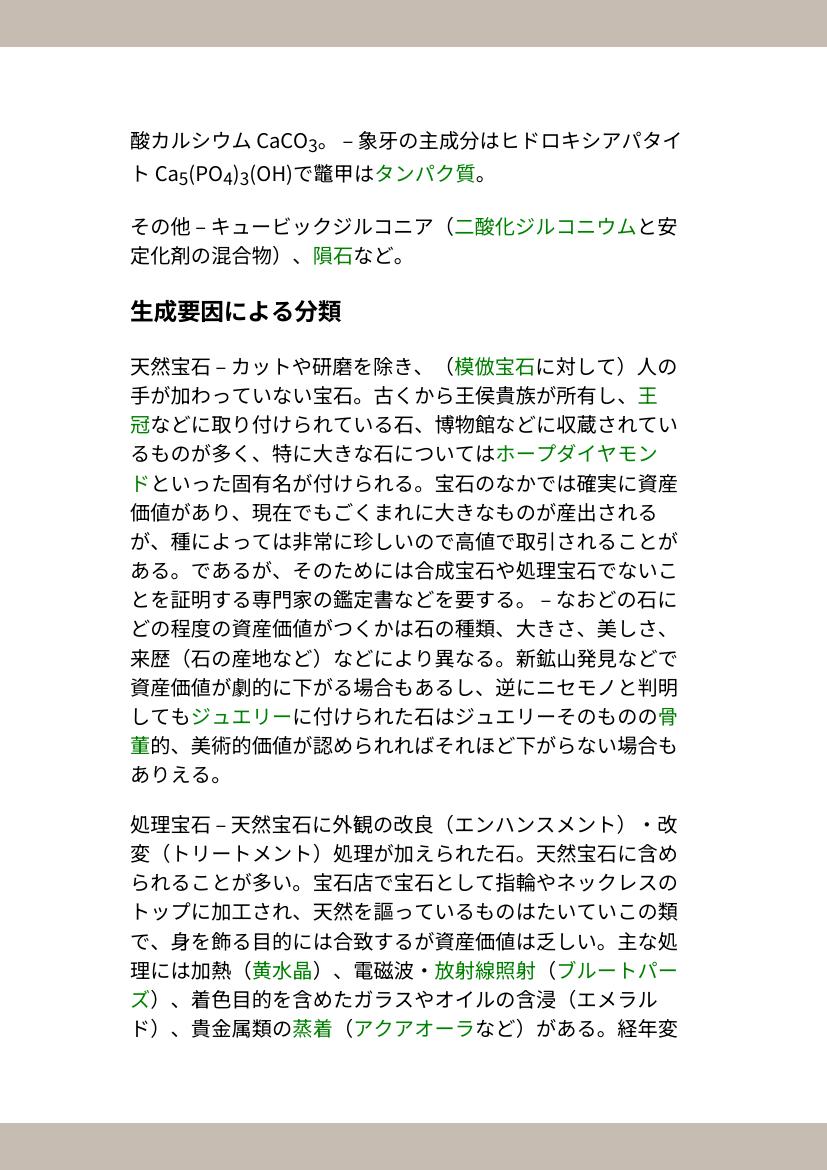 酸カルシウム CaCO3。 – 象牙の主成分はヒドロキシアパタイ
ト Ca5(PO4)3(OH)で鼈甲はタンパク質。
その他 – キュービックジルコニア（二酸化ジルコニウムと安
定化剤の混合物）、隕石など。
生成要因による分類
天然宝石 – カットや研磨を除き、（模倣宝石に対して）人の
手が加わっていない宝石。古くから王侯貴族が所有し、王
冠などに取り付けられている石、博物館などに収蔵されてい
るものが多く、特に大きな石についてはホープダイヤモン
ドといった固有名が付けられる。宝石のなかでは確実に資産
価値があり、現在でもごくまれに大きなものが産出される
が、種によっては非常に珍しいので高値で取引されることが
ある。であるが、そのためには合成宝石や処理宝石でないこ
とを証明する専門家の鑑定書などを要する。 – なおどの石に
どの程度の資産価値がつくかは石の種類、大きさ、美しさ、
来歴（石の産地など）などにより異なる。新鉱山発見などで
資産価値が劇的に下がる場合もあるし、逆にニセモノと判明
してもジュエリーに付けられた石はジュエリーそのものの骨
董的、美術的価値が認められればそれほど下がらない場合も
ありえる。
処理宝石 – 天然宝石に外観の改良（エンハンスメント）・改
変（トリートメント）処理が加えられた石。天然宝石に含め
られることが多い。宝石店で宝石として指輪やネックレスの
トップに加工され、天然を謳っているものはたいていこの類
で、身を飾る目的には合致するが資産価値は乏しい。主な処
理には加熱（黄水晶）、電磁波・放射線照射（ブルートパー
ズ）、着色目的を含めたガラスやオイルの含浸（エメラル
ド）、貴金属類の蒸着（アクアオーラなど）がある。経年変